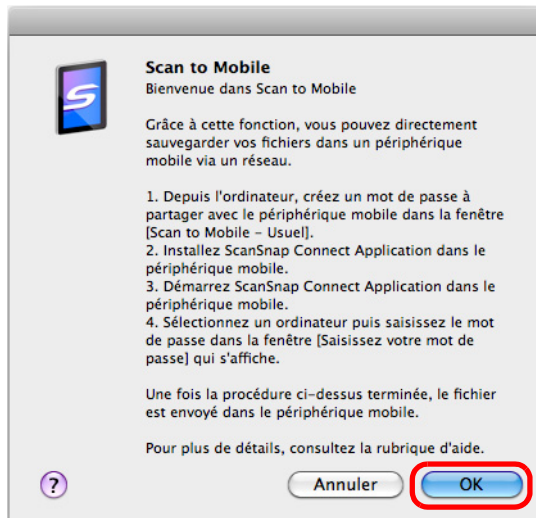 Scan to Mobile
Bienvenue dans Scan to Mobile
Grâce à cette fonction, vous pouvez directement
sauvegarder vos fichiers dans un périphérique
mobile via un réseau.
1. Depuis l'ordinateur, créez un mot de passe à
partager avec le périphérique mobile dans la fenêtre
[Scan to Mobile – Usuel].
2. Installez ScanSnap Connect Application dans le
périphérique mobile.
3. Démarrez ScanSnap Connect Application dans le
périphérique mobile.
4. Sélectionnez un ordinateur puis saisissez le mot
de passe dans la fenêtre [Saisissez votre mot de
passe] qui s'affiche.
Une fois la procédure ci-dessus terminée, le fichier
est envoyé dans le périphérique mobile.
Pour plus de détails, consultez la rubrique d'aide.
? Annuler OK